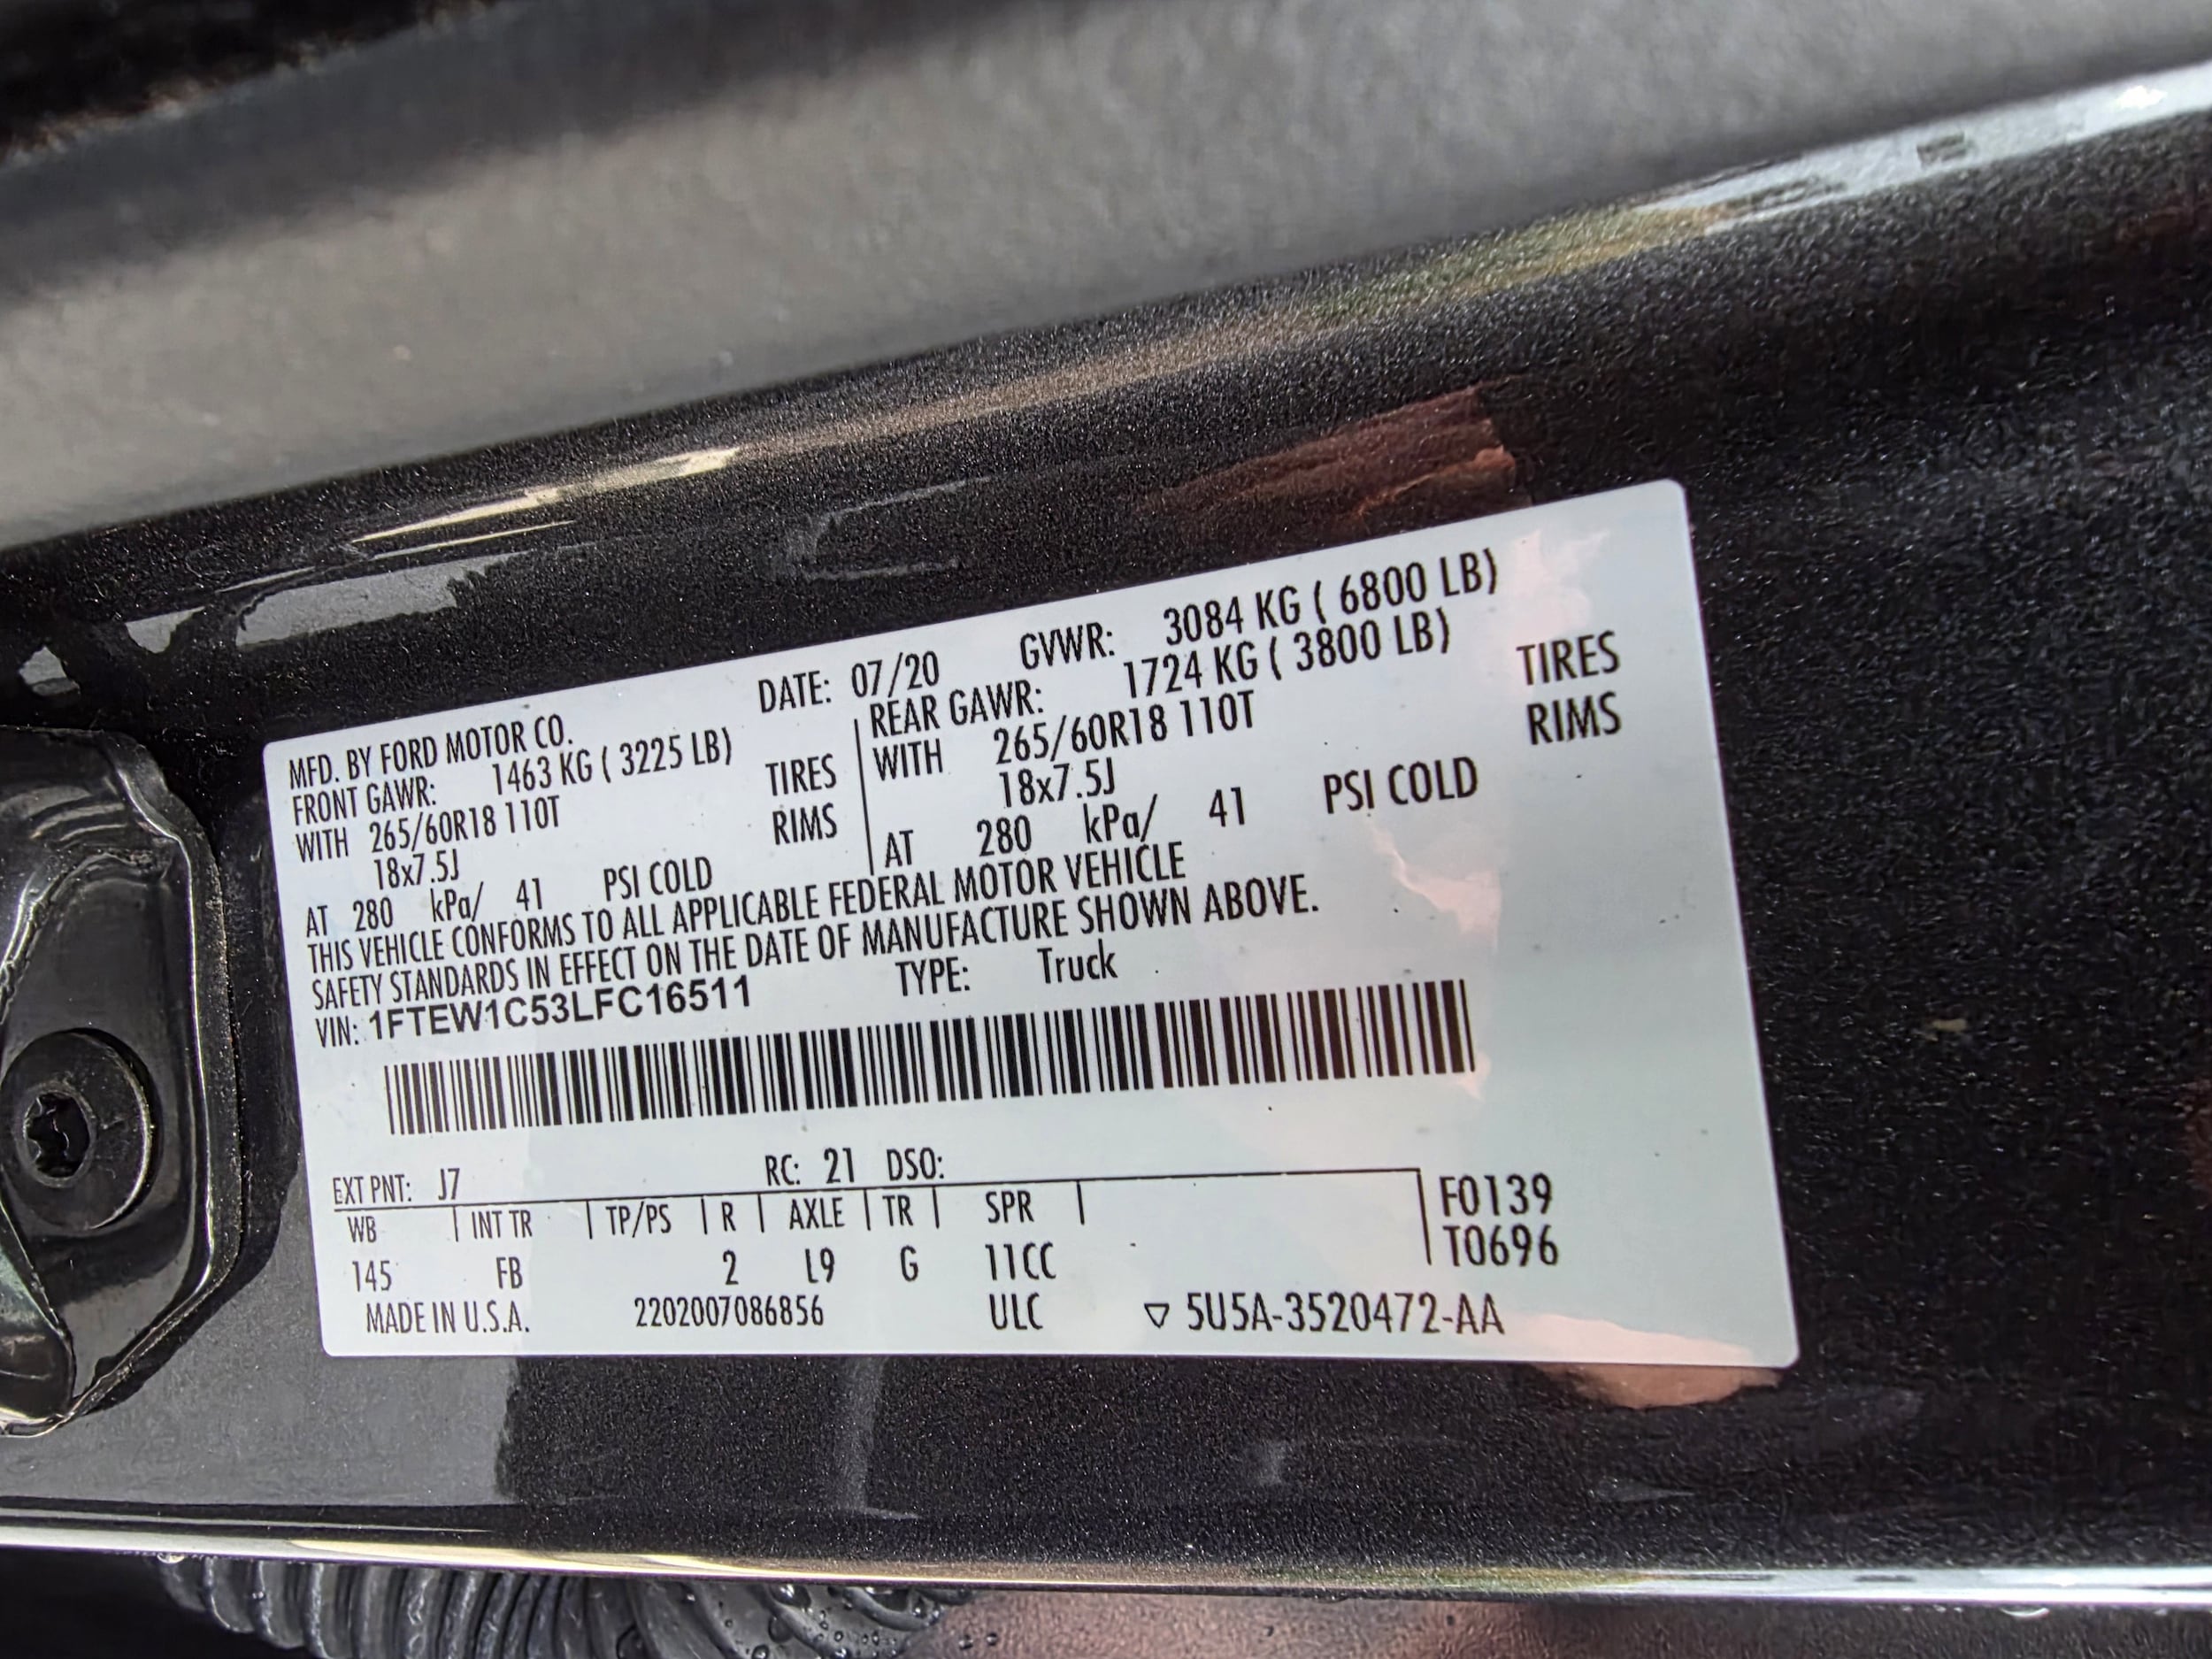 MFD. BY FORD MOTOR CO. DATE: 07/20 GVWR: 3084 KG ( 6800 LB)
FRONT GAWR: 1463 KG ( 3225 LB) REAR GAWR: 1724 KG ( 3800 LB)
WITH 265/60R18 110T TIRES WITH 265/60R18 110T TIRES
18x7.5J RIMS 18x7.5J RIMS
AT 280 kPa/ 41 PSI COLD AT 280 kPa/ 41 PSI COLD
THIS VEHICLE CONFORMS TO ALL APPLICABLE FEDERAL MOTOR VEHICLE
SAFETY STANDARDS IN EFFECT ON THE DATE OF MANUFACTURE SHOWN ABOVE.
VIN: 1FTEW1C53LFC16511 TYPE: Truck
EXT PNT: J7 RC: 21 DSO:
WB INT TR TP/PS R AXLE TR SPR F0139
145 FB 2 L9 G 11CC T0696
MADE IN U.S.A. 2202007086856 ULC ▽ 5U5A-3520472-AA